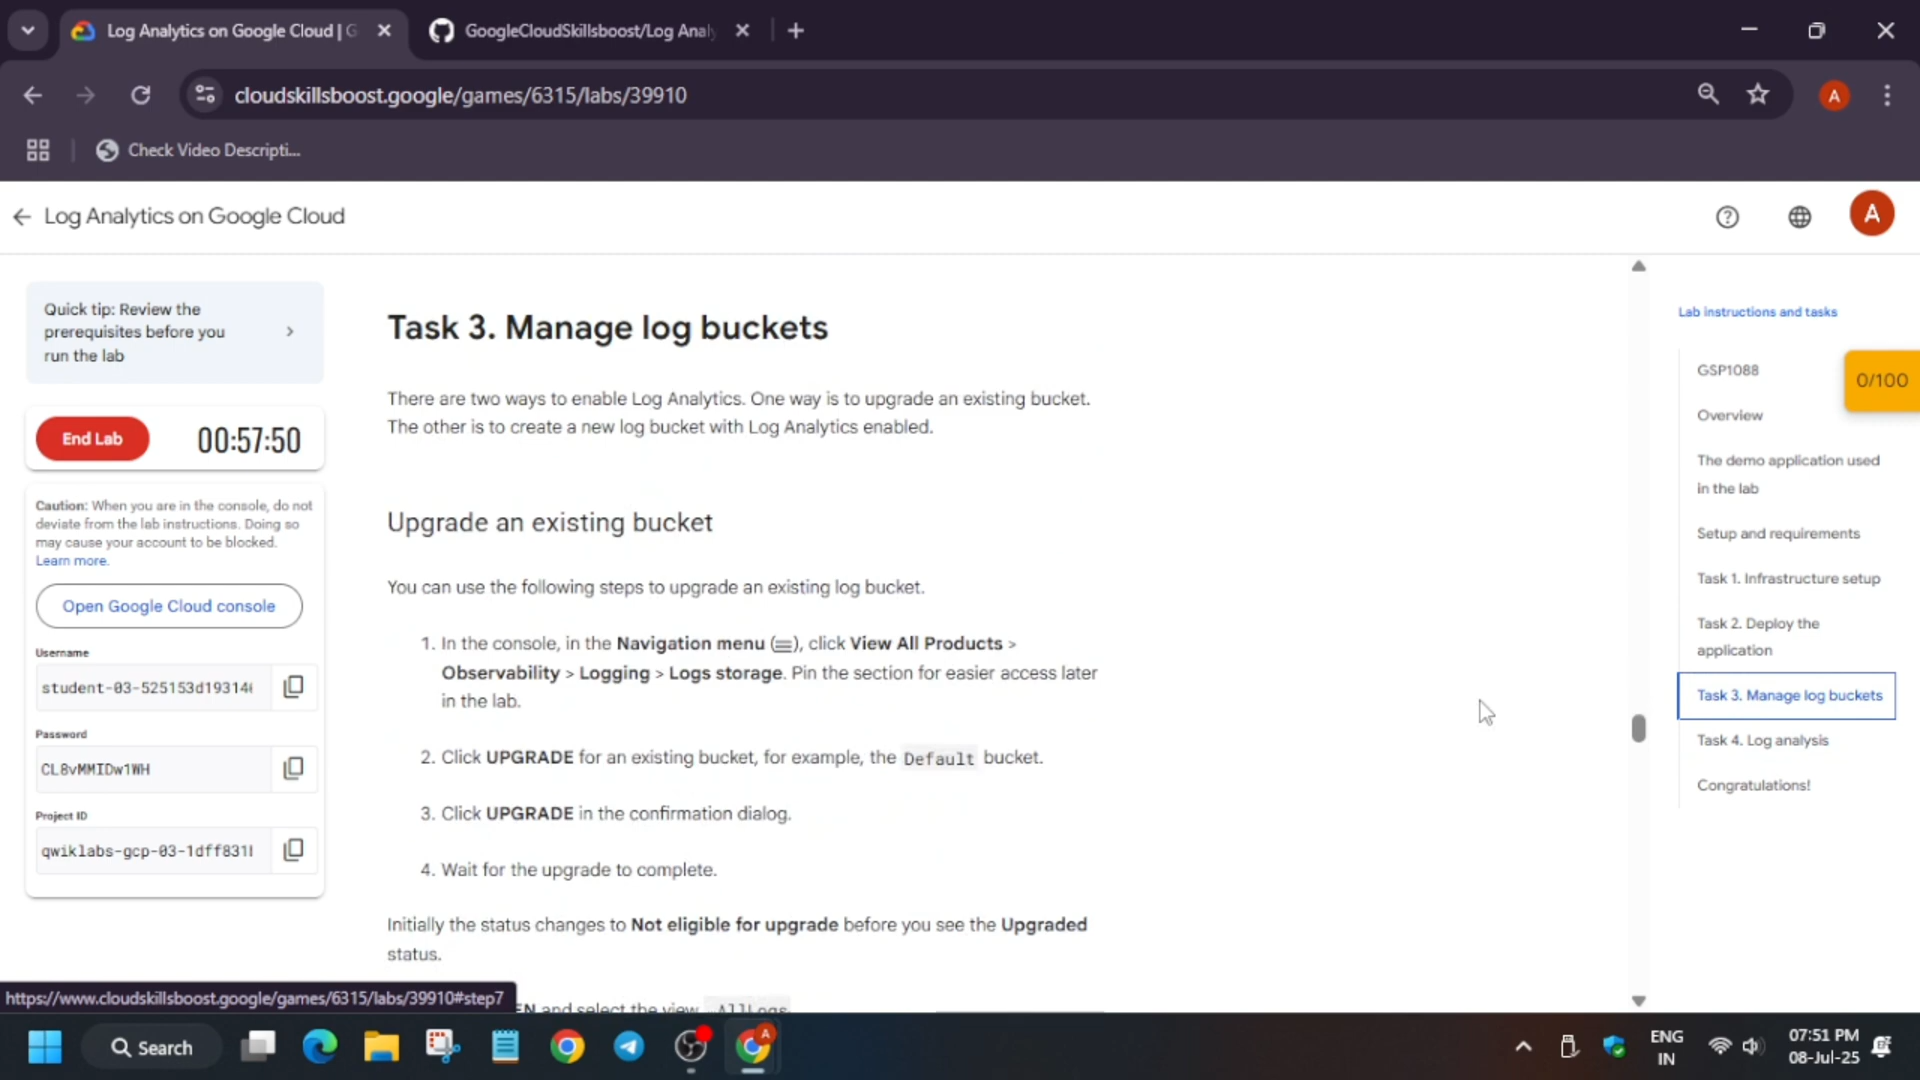 Log Analytics on Google Cloud | G
GoogleCloudSkillsboost/Log Anal
cloudskillsboost.google/games/6315/labs/39910
A
Check Video Descripti...
Log Analytics on Google Cloud
A
Quick tip: Review the
prerequisites before you
run the lab
End Lab
00:57:50
Caution: When you are in the console, do not
deviate from the lab instructions. Doing so
may cause your account to be blocked.
Learn more.
Open Google Cloud console
Username
student-03-525153d19314
Password
CL8vMMIDw1WH
Project ID
qwiklabs-gcp-03-1dff831
Task 3. Manage log buckets
There are two ways to enable Log Analytics. One way is to upgrade an existing bucket.
The other is to create a new log bucket with Log Analytics enabled.
Upgrade an existing bucket
You can use the following steps to upgrade an existing log bucket.
1. In the console, in the Navigation menu (≡), click View All Products >
Observability > Logging > Logs storage. Pin the section for easier access later
in the lab.
2. Click UPGRADE for an existing bucket, for example, the Default bucket.
3. Click UPGRADE in the confirmation dialog.
4. Wait for the upgrade to complete.
Initially the status changes to Not eligible for upgrade before you see the Upgraded
status.
EN and select the view _AllLogs
Lab instructions and tasks
GSP1088
0/100
Overview
The demo application used
in the lab
Setup and requirements
Task 1. Infrastructure setup
Task 2. Deploy the
application
Task 3. Manage log buckets
Task 4. Log analysis
Congratulations!
https://www.cloudskillsboost.google/games/6315/labs/39910#step7
Search
A
ENG
IN
07:51 PM
08-Jul-25